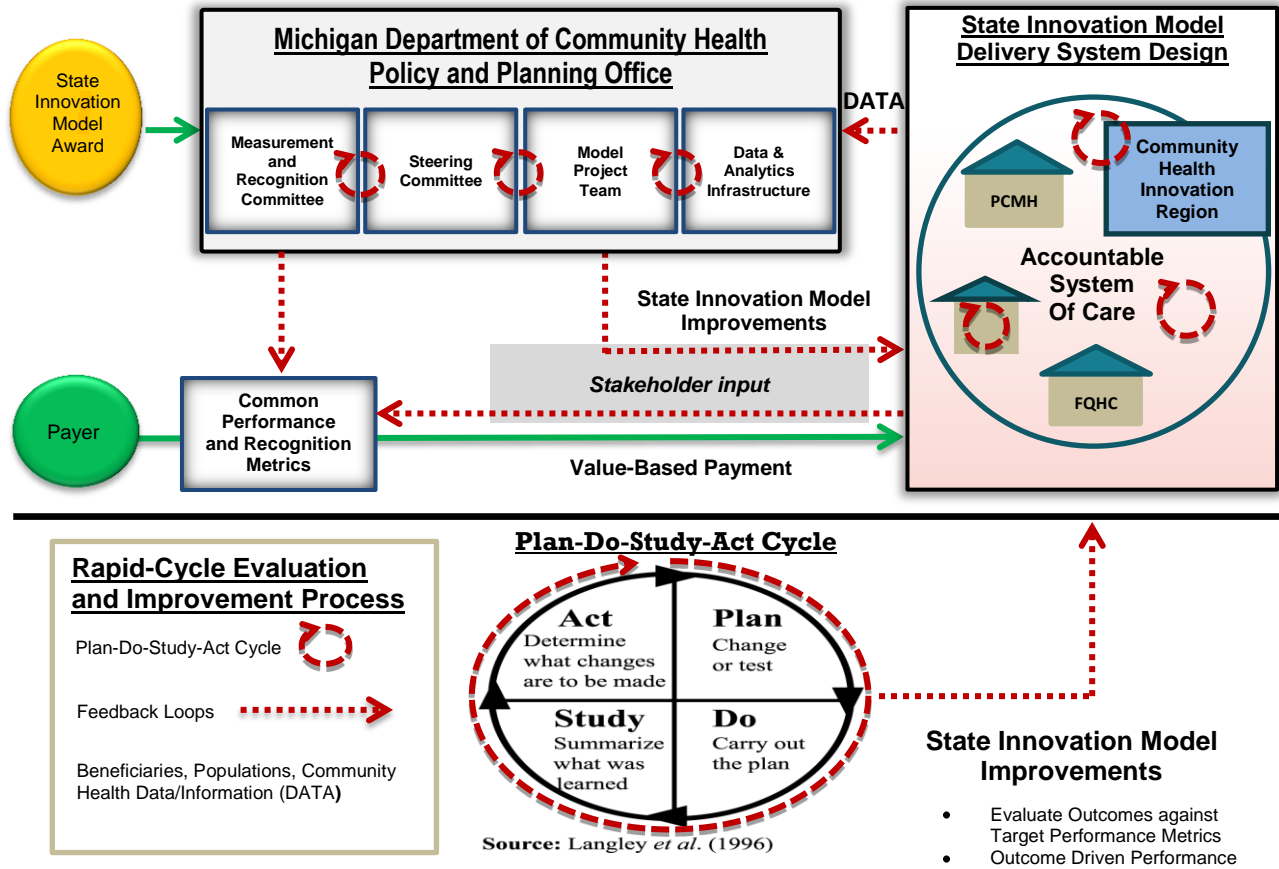 State
Innovation
Model
Award
Michigan Department of Community Health
Policy and Planning Office
Measurement
and
Recognition
Committee
Steering
Committee
Model
Project
Team
Data &
Analytics
Infrastructure
DATA
State Innovation Model
Delivery System Design
Community
Health
Innovation
Region
PCMH
Accountable
System
Of Care
FQHC
State Innovation Model
Improvements
Stakeholder input
Payer
Common
Performance
and Recognition
Metrics
Value-Based Payment
Rapid-Cycle Evaluation
and Improvement Process
Plan-Do-Study-Act Cycle
Feedback Loops
Beneficiaries, Populations, Community
Health Data/Information (DATA)
Plan-Do-Study-Act Cycle
Act
Determine
what changes
are to be made
Plan
Change
or test
Study
Summarize
what was
learned
Do
Carry out
the plan
Source: Langley et al. (1996)
State Innovation Model
Improvements
• Evaluate Outcomes against
Target Performance Metrics
• Outcome Driven Performance